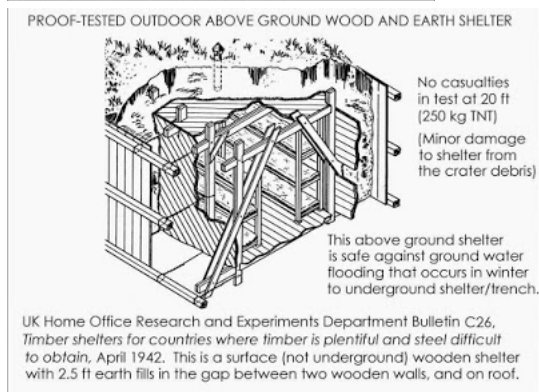 PROOF-TESTED OUTDOOR ABOVE GROUND WOOD AND EARTH SHELTER
No casualties
in test at 20 ft
(250 kg TNT)
(Minor damage
to shelter from
the crater debris)
This above ground shelter
is safe against ground water
flooding that occurs in winter
to underground shelter/trench.
UK Home Office Research and Experiments Department Bulletin C26,
Timber shelters for countries where timber is plentiful and steel difficult
to obtain, April 1942. This is a surface (not underground) wooden shelter
with 2.5 ft earth fills in the gap between two wooden walls, and on roof.